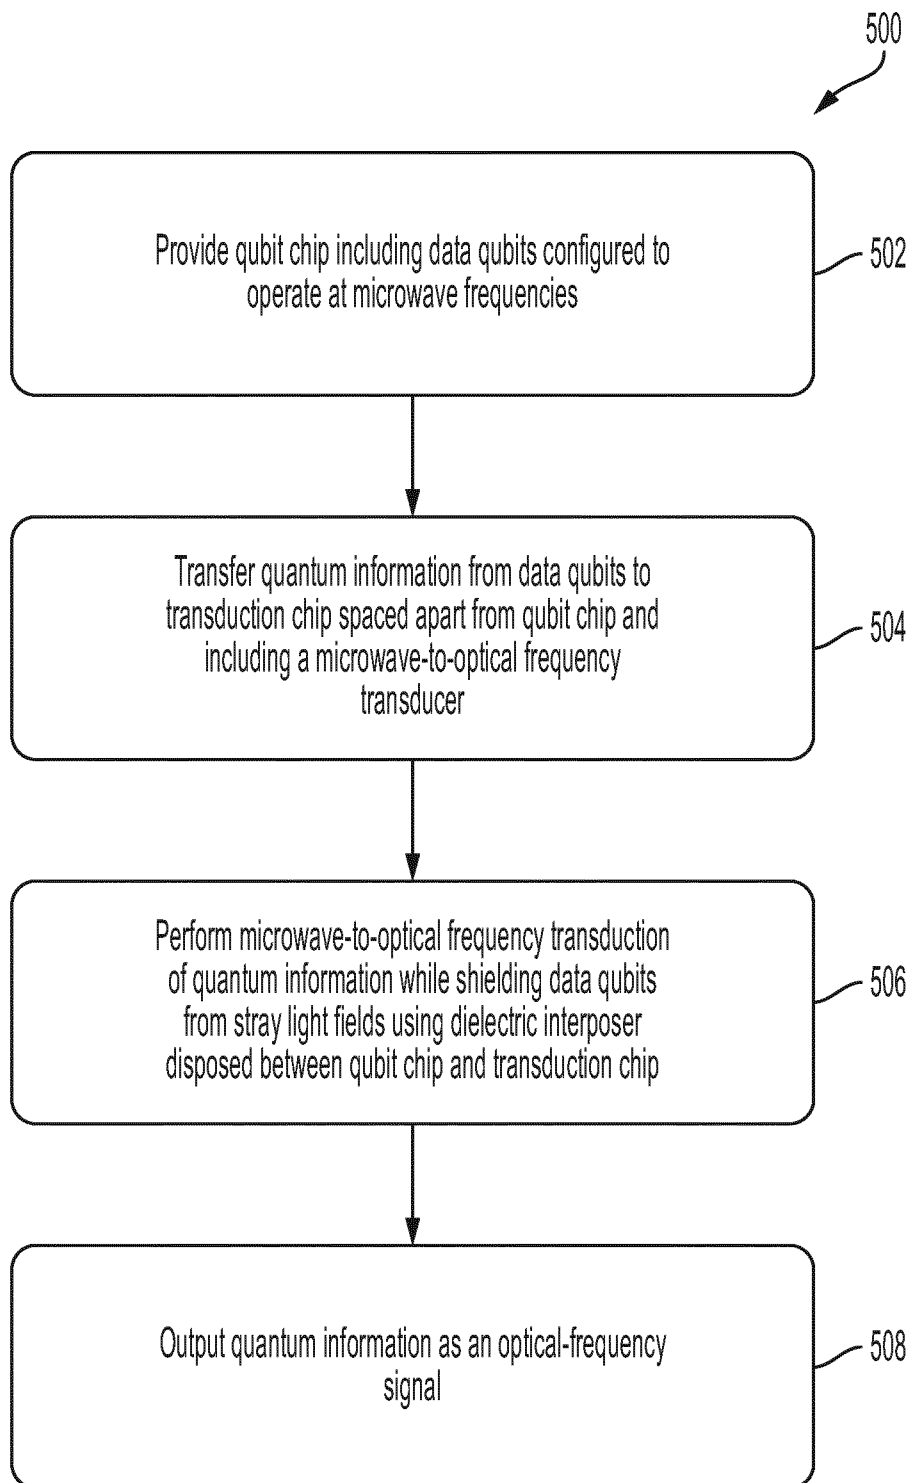 500
Provide qubit chip including data qubits configured to
operate at microwave frequencies
502
Transfer quantum information from data qubits to
transduction chip spaced apart from qubit chip and
including a microwave-to-optical frequency
transducer
504
Perform microwave-to-optical frequency transduction
of quantum information while shielding data qubits
from stray light fields using dielectric interposer
disposed between qubit chip and transduction chip
506
Output quantum information as an optical-frequency
signal
508